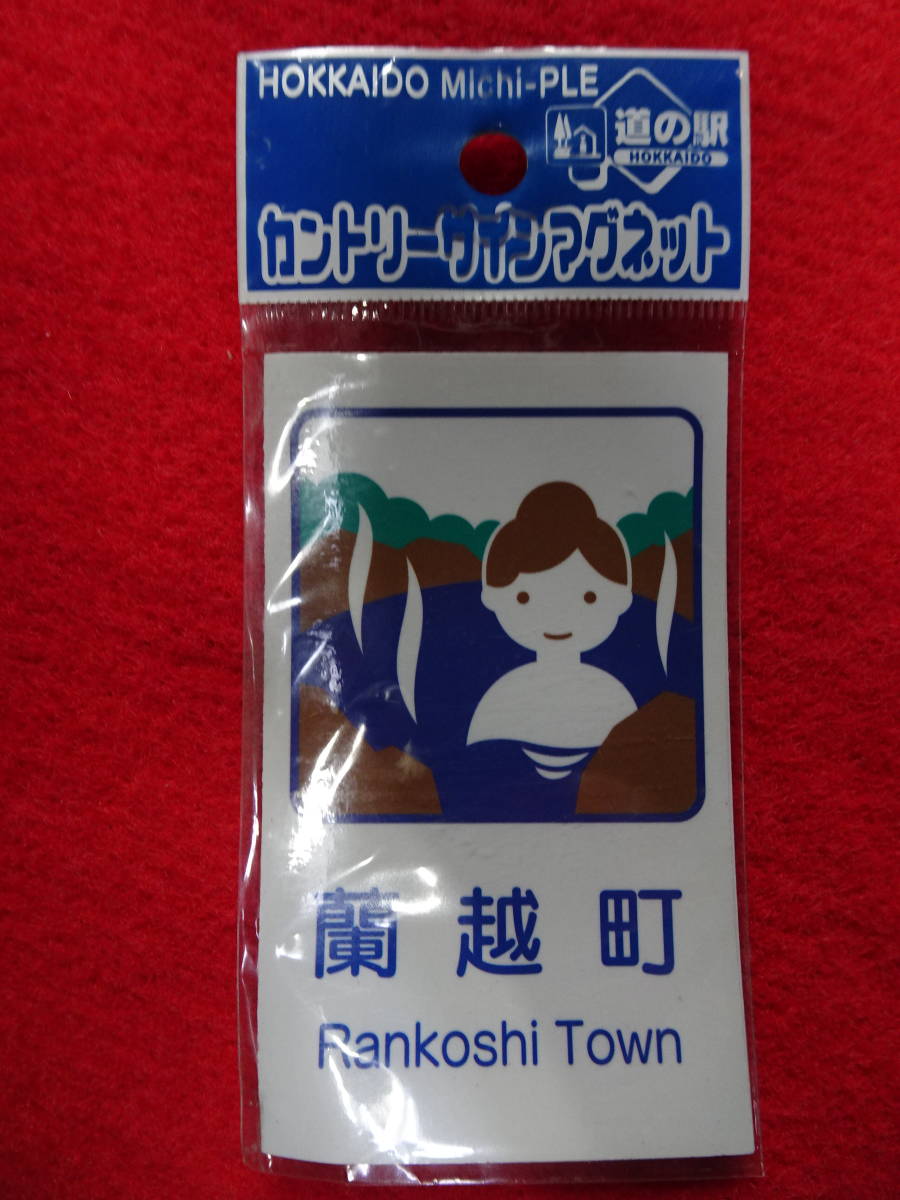 HOKKAIDO Michi-PLE
道の駅
HOKKAIDO
カントリーサインマグネット
蘭越町
Rankoshi Town